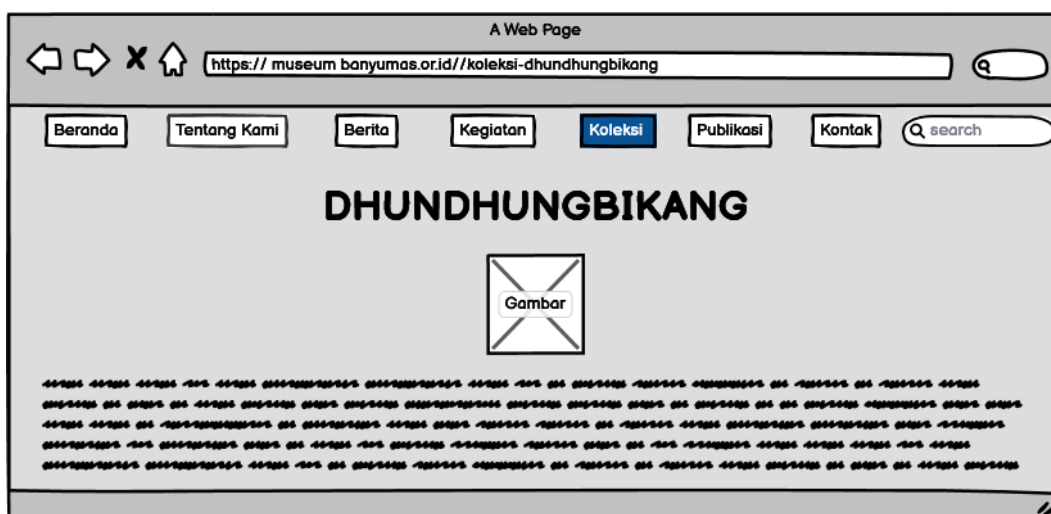 A Web Page
https:// museum banyumas.or.id//koleksi-dhundhungbikang
Beranda Tentang Kami Berita Kegiatan Koleksi Publikasi Kontak search
DHUNDHUNGBIKANG
Gambar